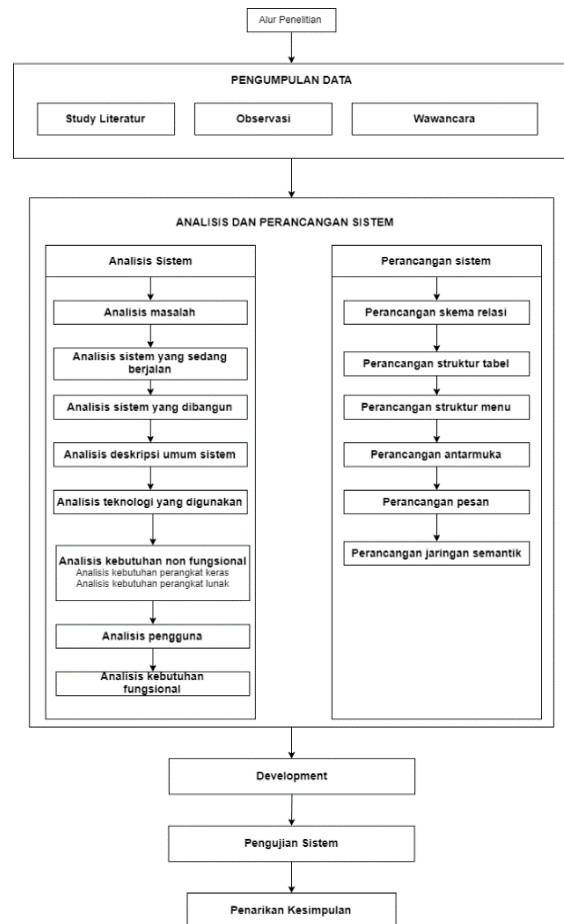 Alur Penelitian
PENGUMPULAN DATA
Study Literatur
Observasi
Wawancara
ANALISIS DAN PERANCANGAN SISTEM
Analisis Sistem
Analisis masalah
Analisis sistem yang sedang
berjalan
Analisis sistem yang dibangun
Analisis deskripsi umum sistem
Analisis teknologi yang digunakan
Analisis kebutuhan non fungsional
Analisis kebutuhan perangkat keras
Analisis kebutuhan perangkat lunak
Analisis pengguna
Analisis kebutuhan
fungsional
Perancangan sistem
Perancangan skema relasi
Perancangan struktur tabel
Perancangan struktur menu
Perancangan antarmuka
Perancangan pesan
Perancangan jaringan semantik
Development
Pengujian Sistem
Penarikan Kesimpulan